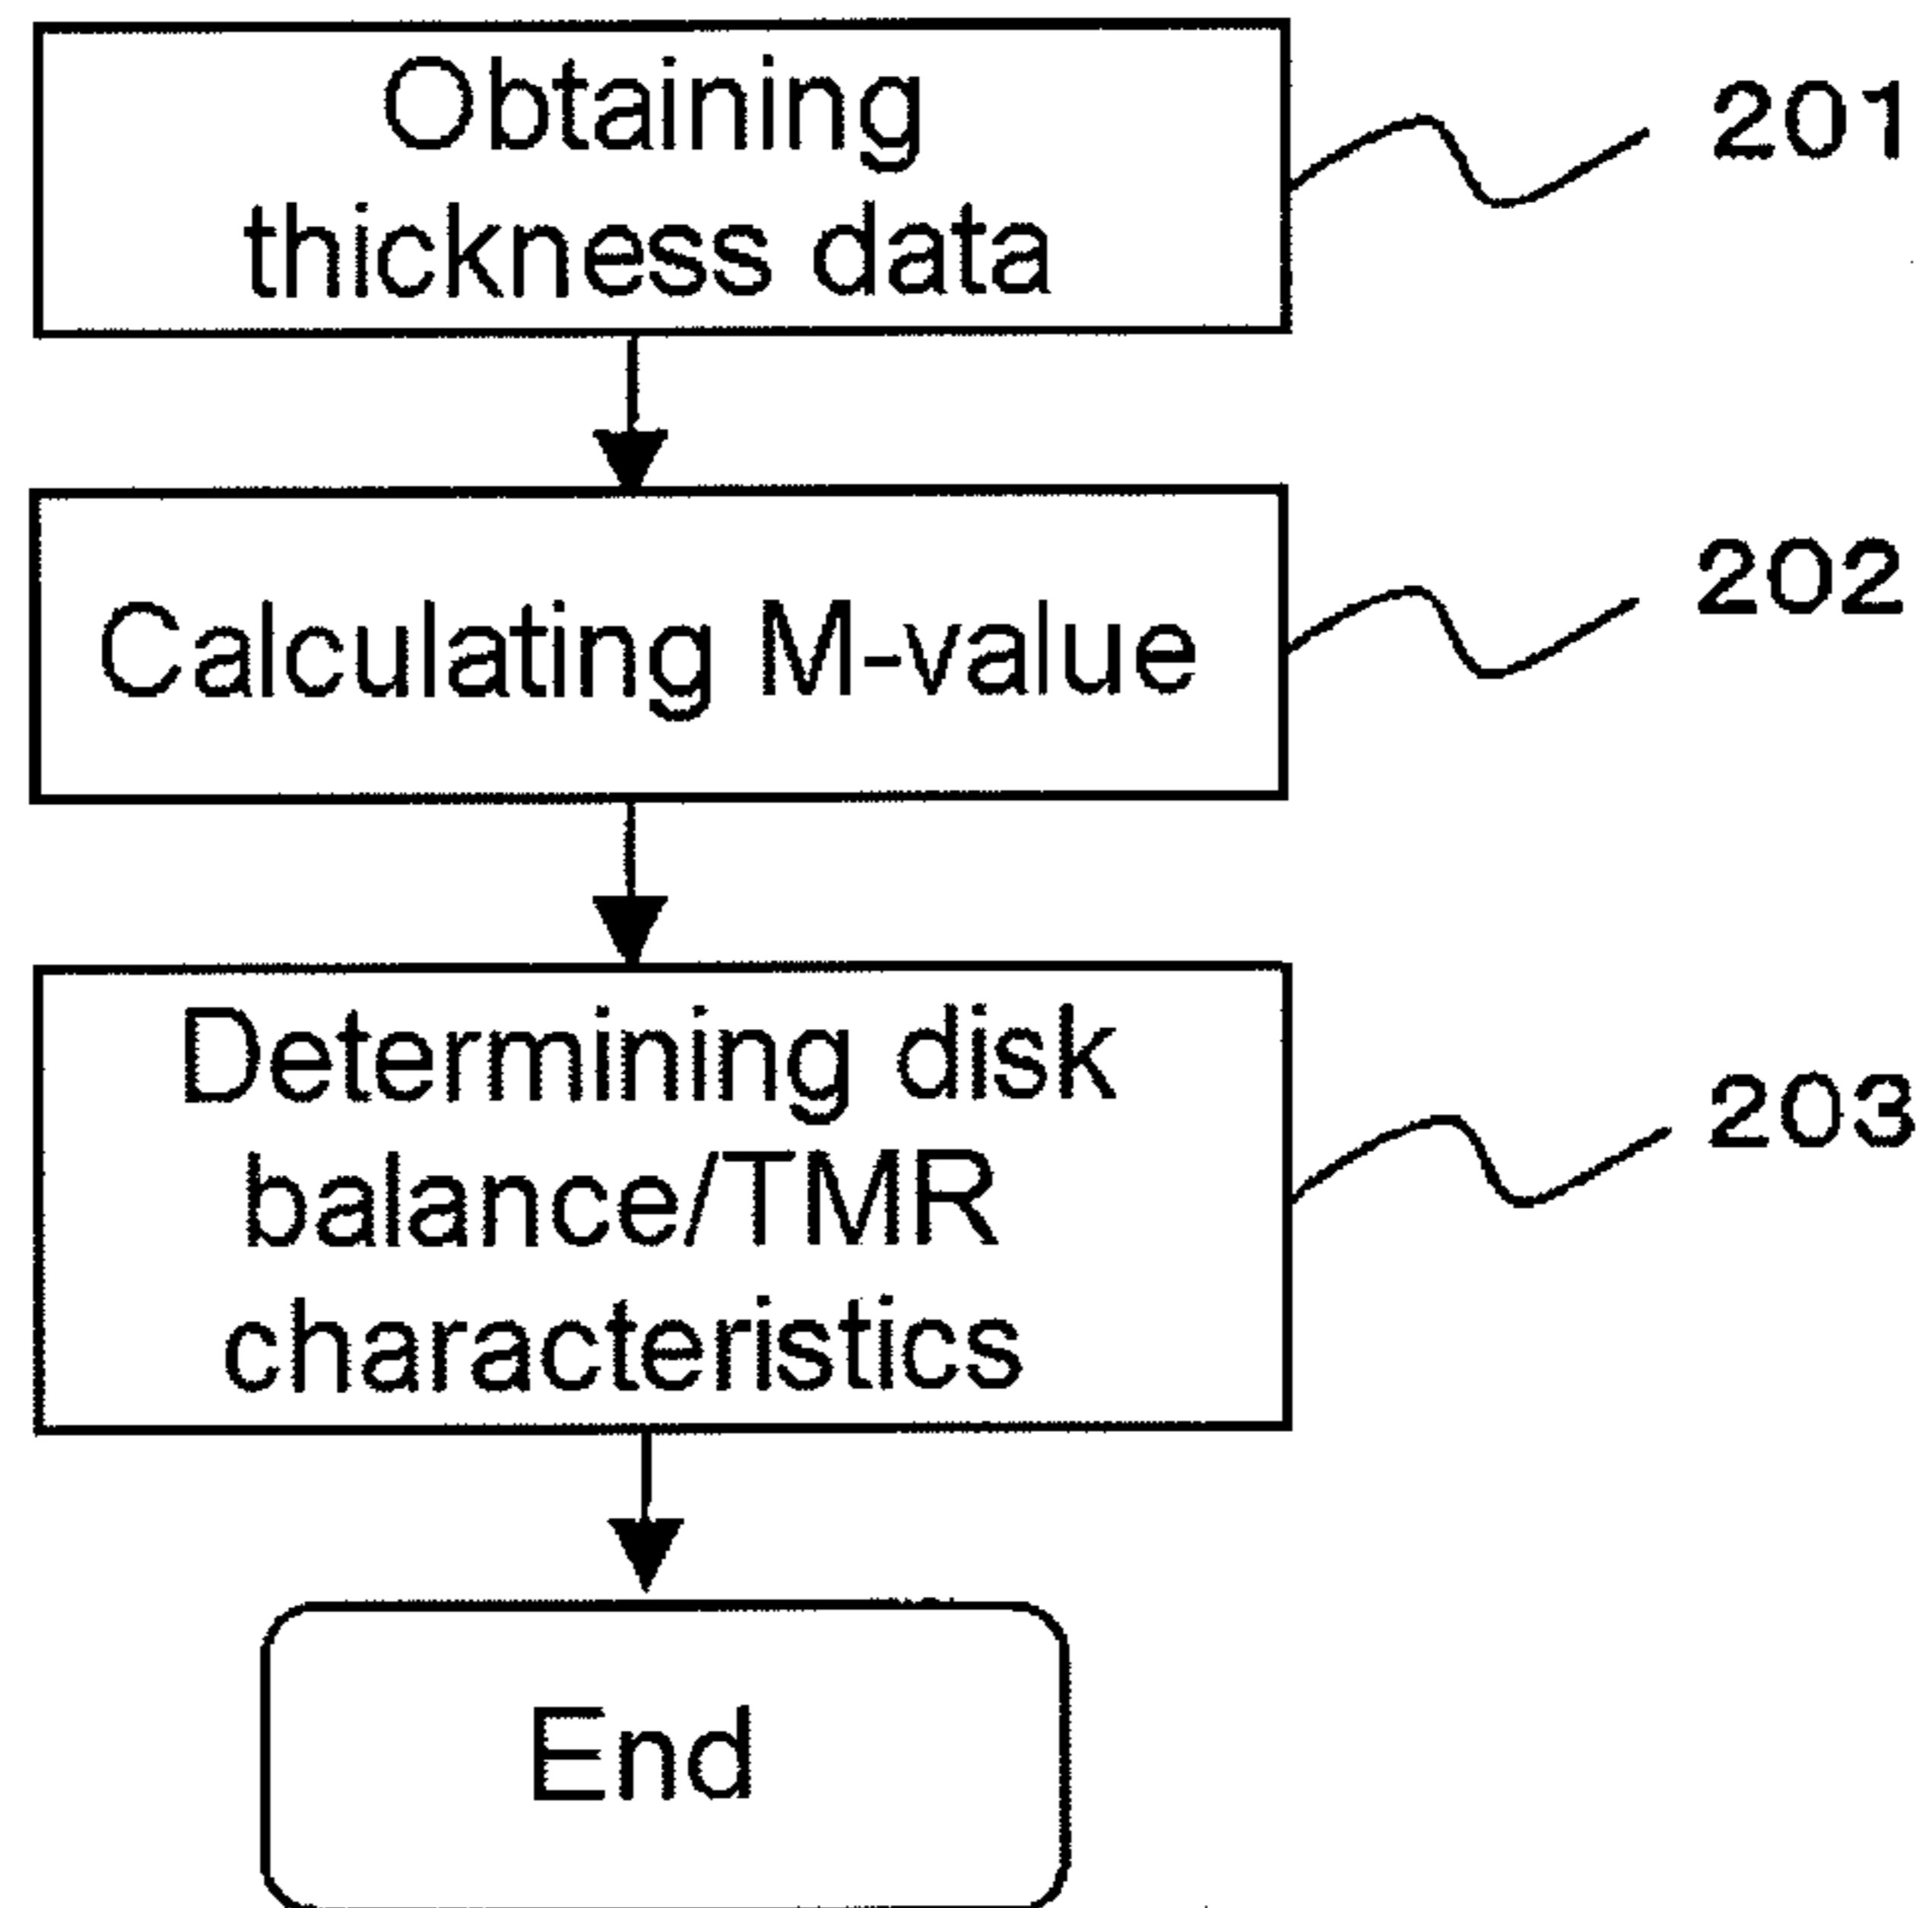 Obtaining
thickness data
201
Calculating M-value
202
Determining disk
balance/TMR
characteristics
203
End